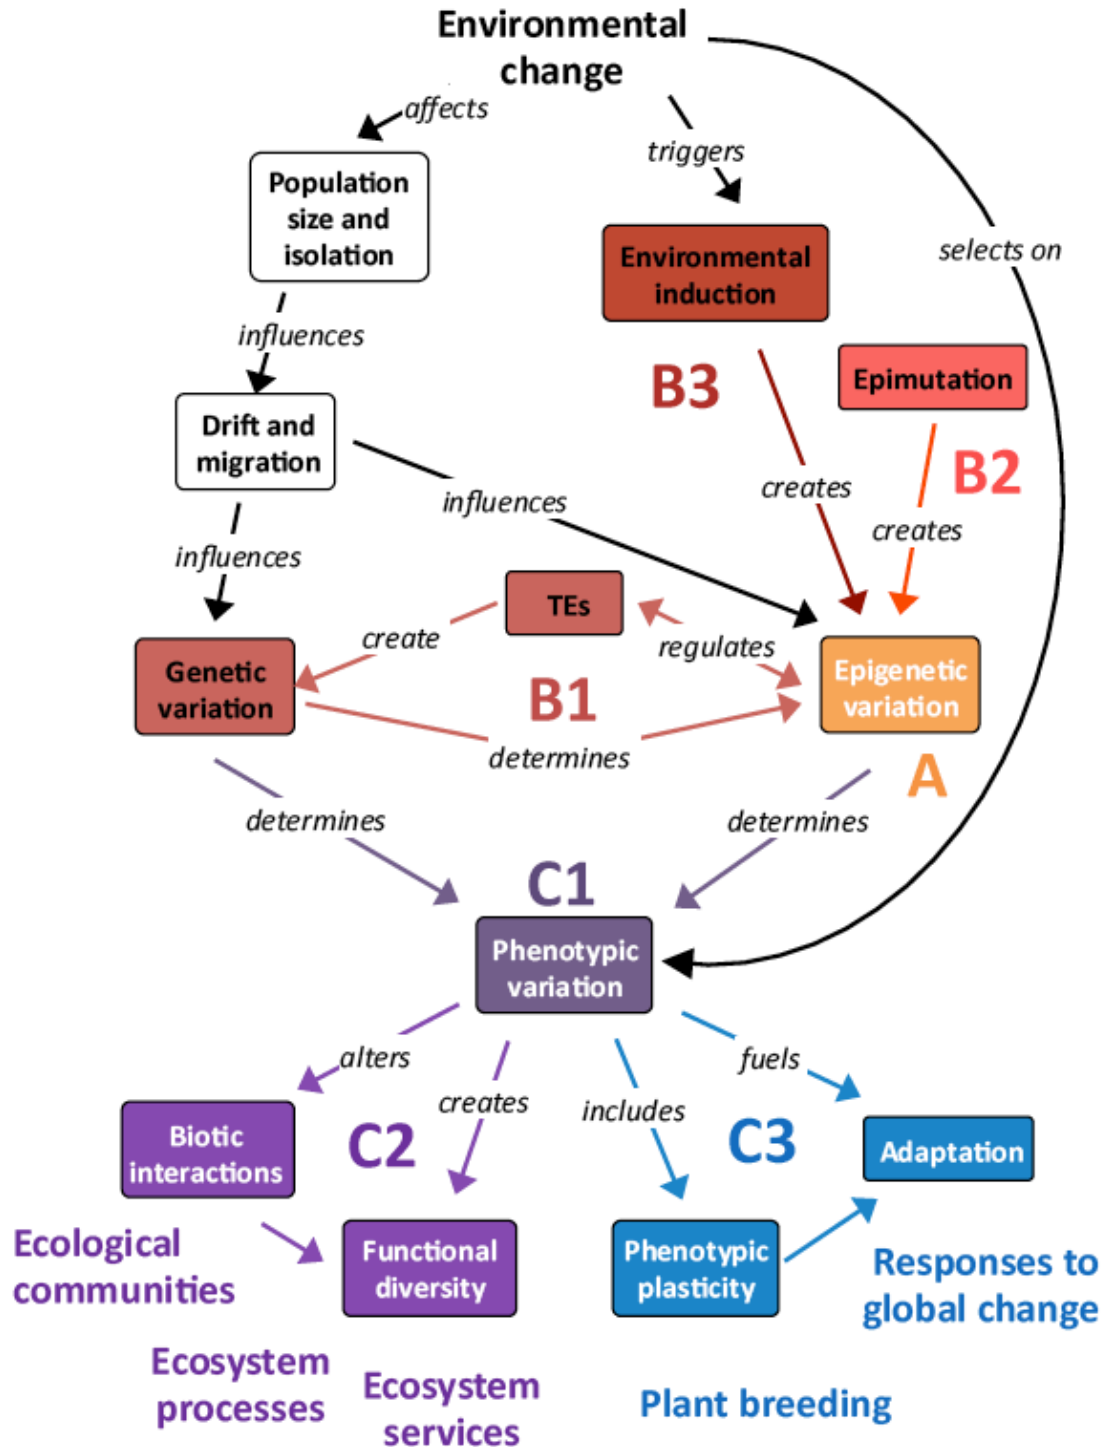 Environmental
change
affects
triggers
selects on
Population
size and
isolation
Environmental
induction
influences
B3
Epimutation
Drift and
migration
B2
influences
creates
creates
influences
TEs
create
regulates
Genetic
variation
B1
Epigenetic
variation
determines
A
determines
determines
C1
Phenotypic
variation
alters
fuels
creates
includes
Biotic
interactions
C2
C3
Adaptation
Ecological
communities
Functional
diversity
Phenotypic
plasticity
Responses to
global change
Ecosystem
processes
Ecosystem
services
Plant breeding